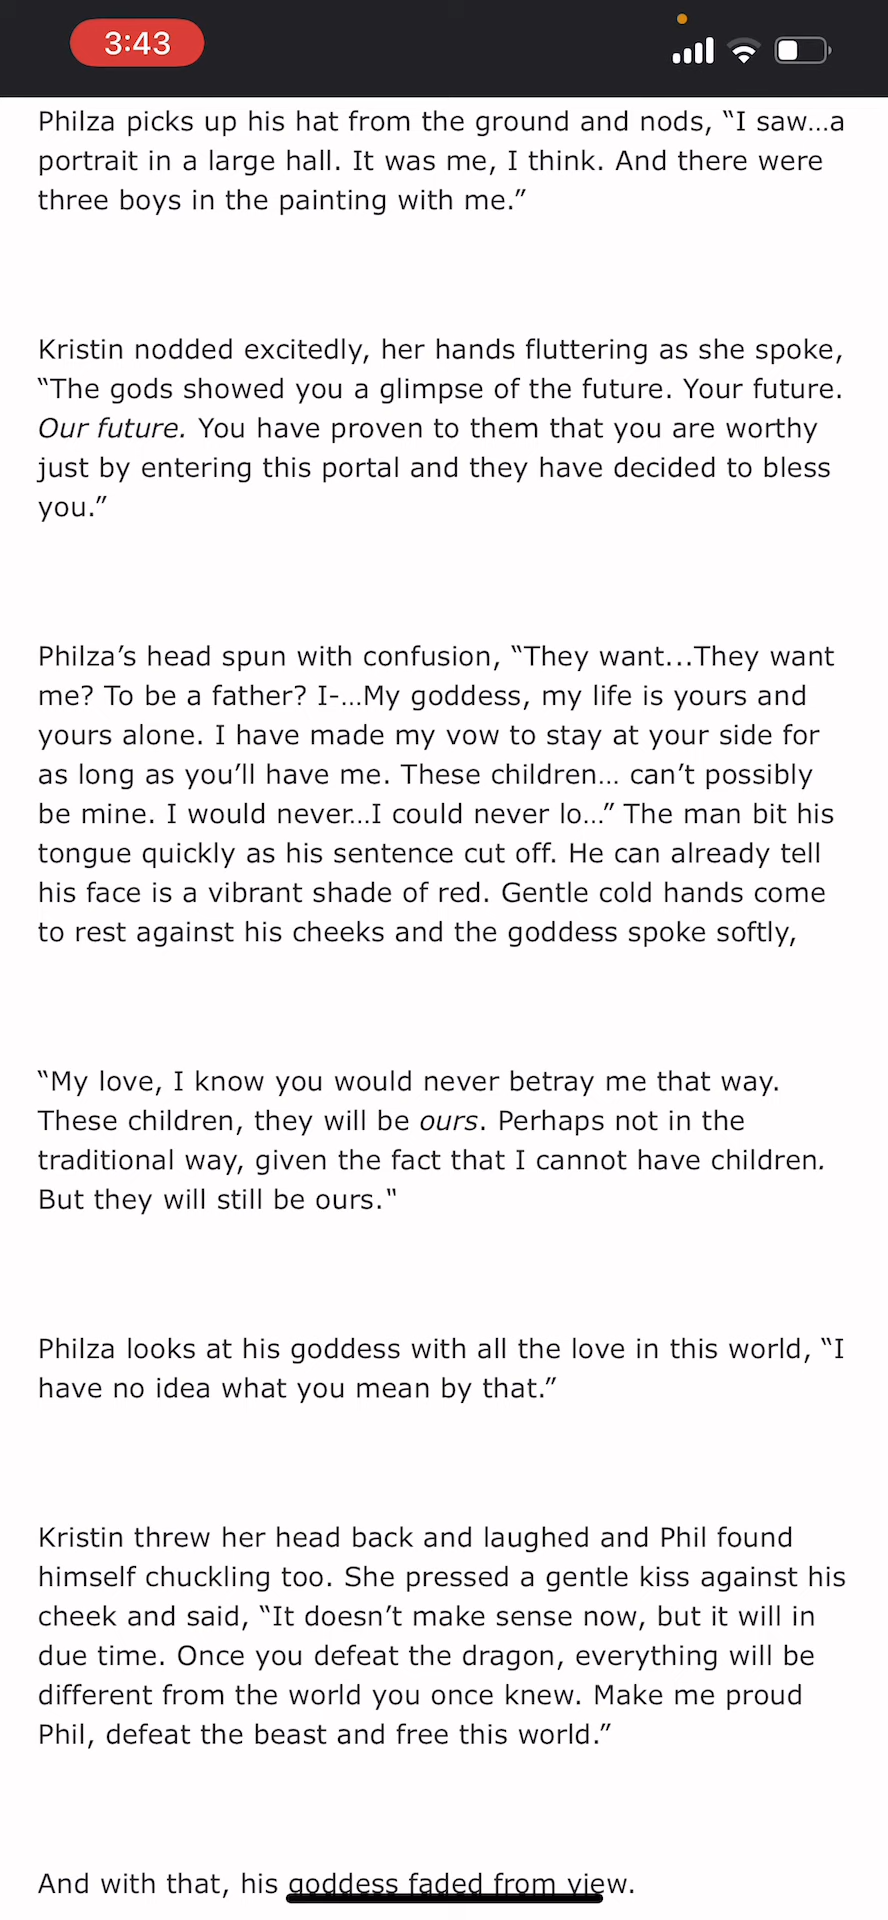 3:43
Philza picks up his hat from the ground and nods, “I saw...a
portrait in a large hall. It was me, I think. And there were
three boys in the painting with me.”
Kristin nodded excitedly, her hands fluttering as she spoke,
“The gods showed you a glimpse of the future. Your future.
Our future. You have proven to them that you are worthy
just by entering this portal and they have decided to bless
you.”
Philza’s head spun with confusion, “They want...They want
me? To be a father? I-...My goddess, my life is yours and
yours alone. I have made my vow to stay at your side for
as long as you’ll have me. These children... can’t possibly
be mine. I would never...I could never lo...” The man bit his
tongue quickly as his sentence cut off. He can already tell
his face is a vibrant shade of red. Gentle cold hands come
to rest against his cheeks and the goddess spoke softly,
“My love, I know you would never betray me that way.
These children, they will be ours. Perhaps not in the
traditional way, given the fact that I cannot have children.
But they will still be ours."
Philza looks at his goddess with all the love in this world, “I
have no idea what you mean by that.”
Kristin threw her head back and laughed and Phil found
himself chuckling too. She pressed a gentle kiss against his
cheek and said, “It doesn’t make sense now, but it will in
due time. Once you defeat the dragon, everything will be
different from the world you once knew. Make me proud
Phil, defeat the beast and free this world.”
And with that, his goddess faded from view.